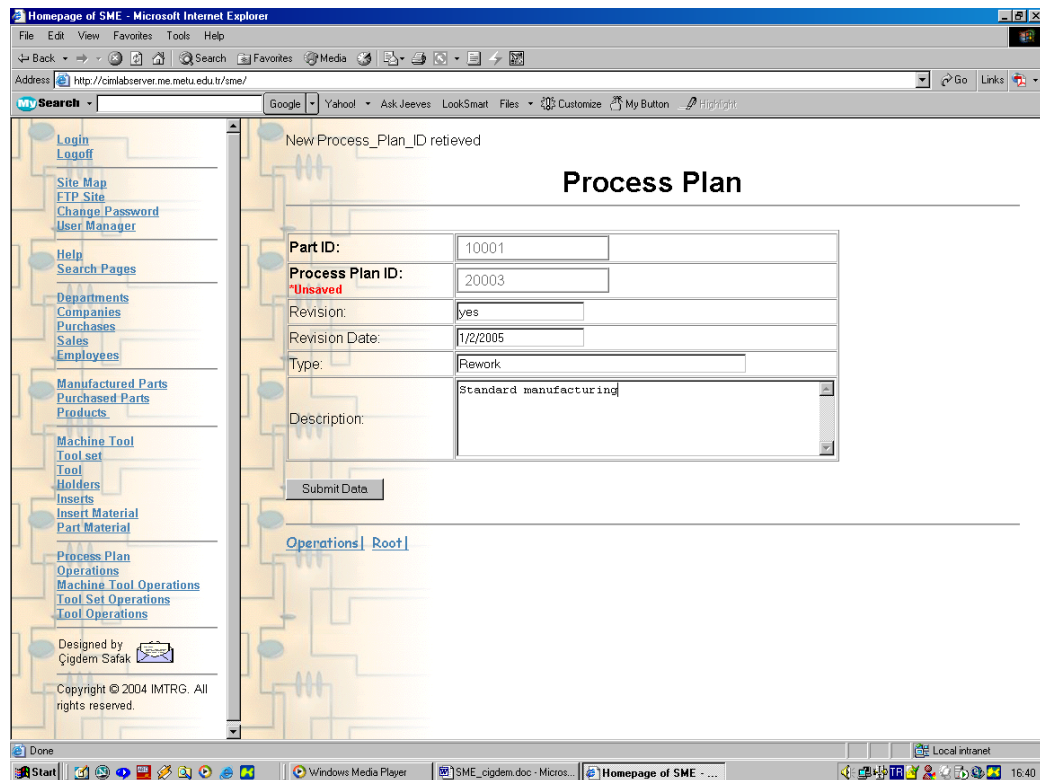 Homepage of SME - Microsoft Internet Explorer
File Edit View Favorites Tools Help
Back Search Favorites Media
Address http://cimlabserver.me.metu.edu.tr/sme/ Go Links
My Search Google Yahoo! Ask Jeeves LookSmart Files Customize My Button Highlight
Login
Logoff
Site Map
FTP Site
Change Password
User Manager
Help
Search Pages
Departments
Companies
Purchases
Sales
Employees
Manufactured Parts
Purchased Parts
Products
Machine Tool
Tool set
Tool
Holders
Inserts
Insert Material
Part Material
Process Plan
Operations
Machine Tool Operations
Tool Set Operations
Tool Operations
Designed by
Çigdem Safak
Copyright © 2004 IMTRG. All
rights reserved.
New Process_Plan_ID retieved
Process Plan
Part ID: 10001
Process Plan ID: 20003
*Unsaved
Revision: yes
Revision Date: 1/2/2005
Type: Rework
Description: Standard manufacturing
Submit Data
Operations| Root|
Done Local intranet
Start Windows Media Player SME_cigdem.doc - Micros... Homepage of SME - ... TR 16:40